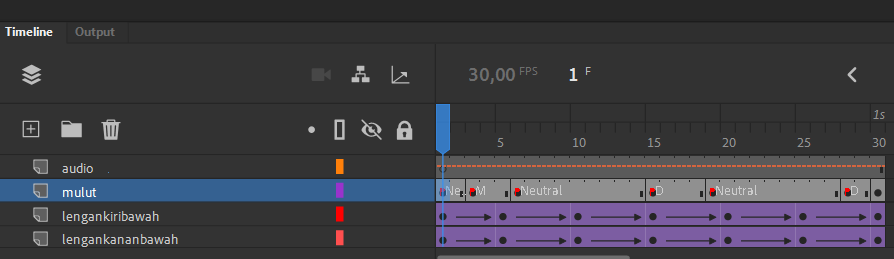 Timeline Output
30,00 FPS 1 F
1s
5 10 15 20 25 30
audio
mulut Ne... M Neutral D Neutral D
lengankiribawah
lengankananbawah